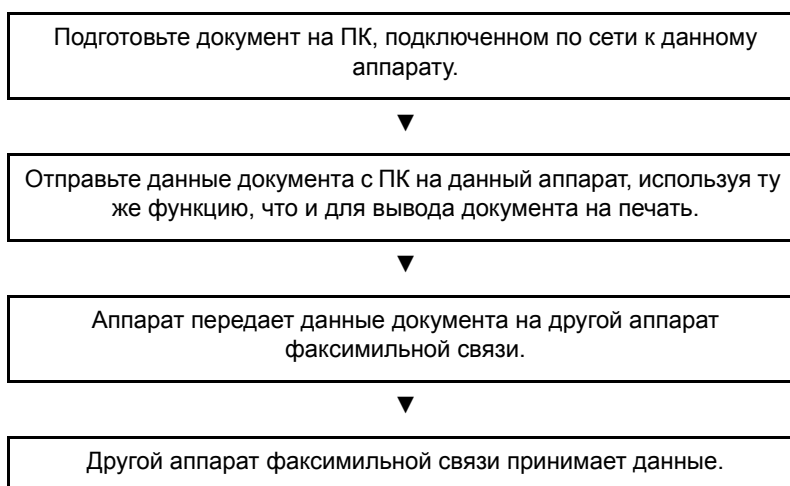 Подготовьте документ на ПК, подключенном по сети к данному
аппарату.
▼
Отправьте данные документа с ПК на данный аппарат, используя ту
же функцию, что и для вывода документа на печать.
▼
Аппарат передает данные документа на другой аппарат
факсимильной связи.
▼
Другой аппарат факсимильной связи принимает данные.